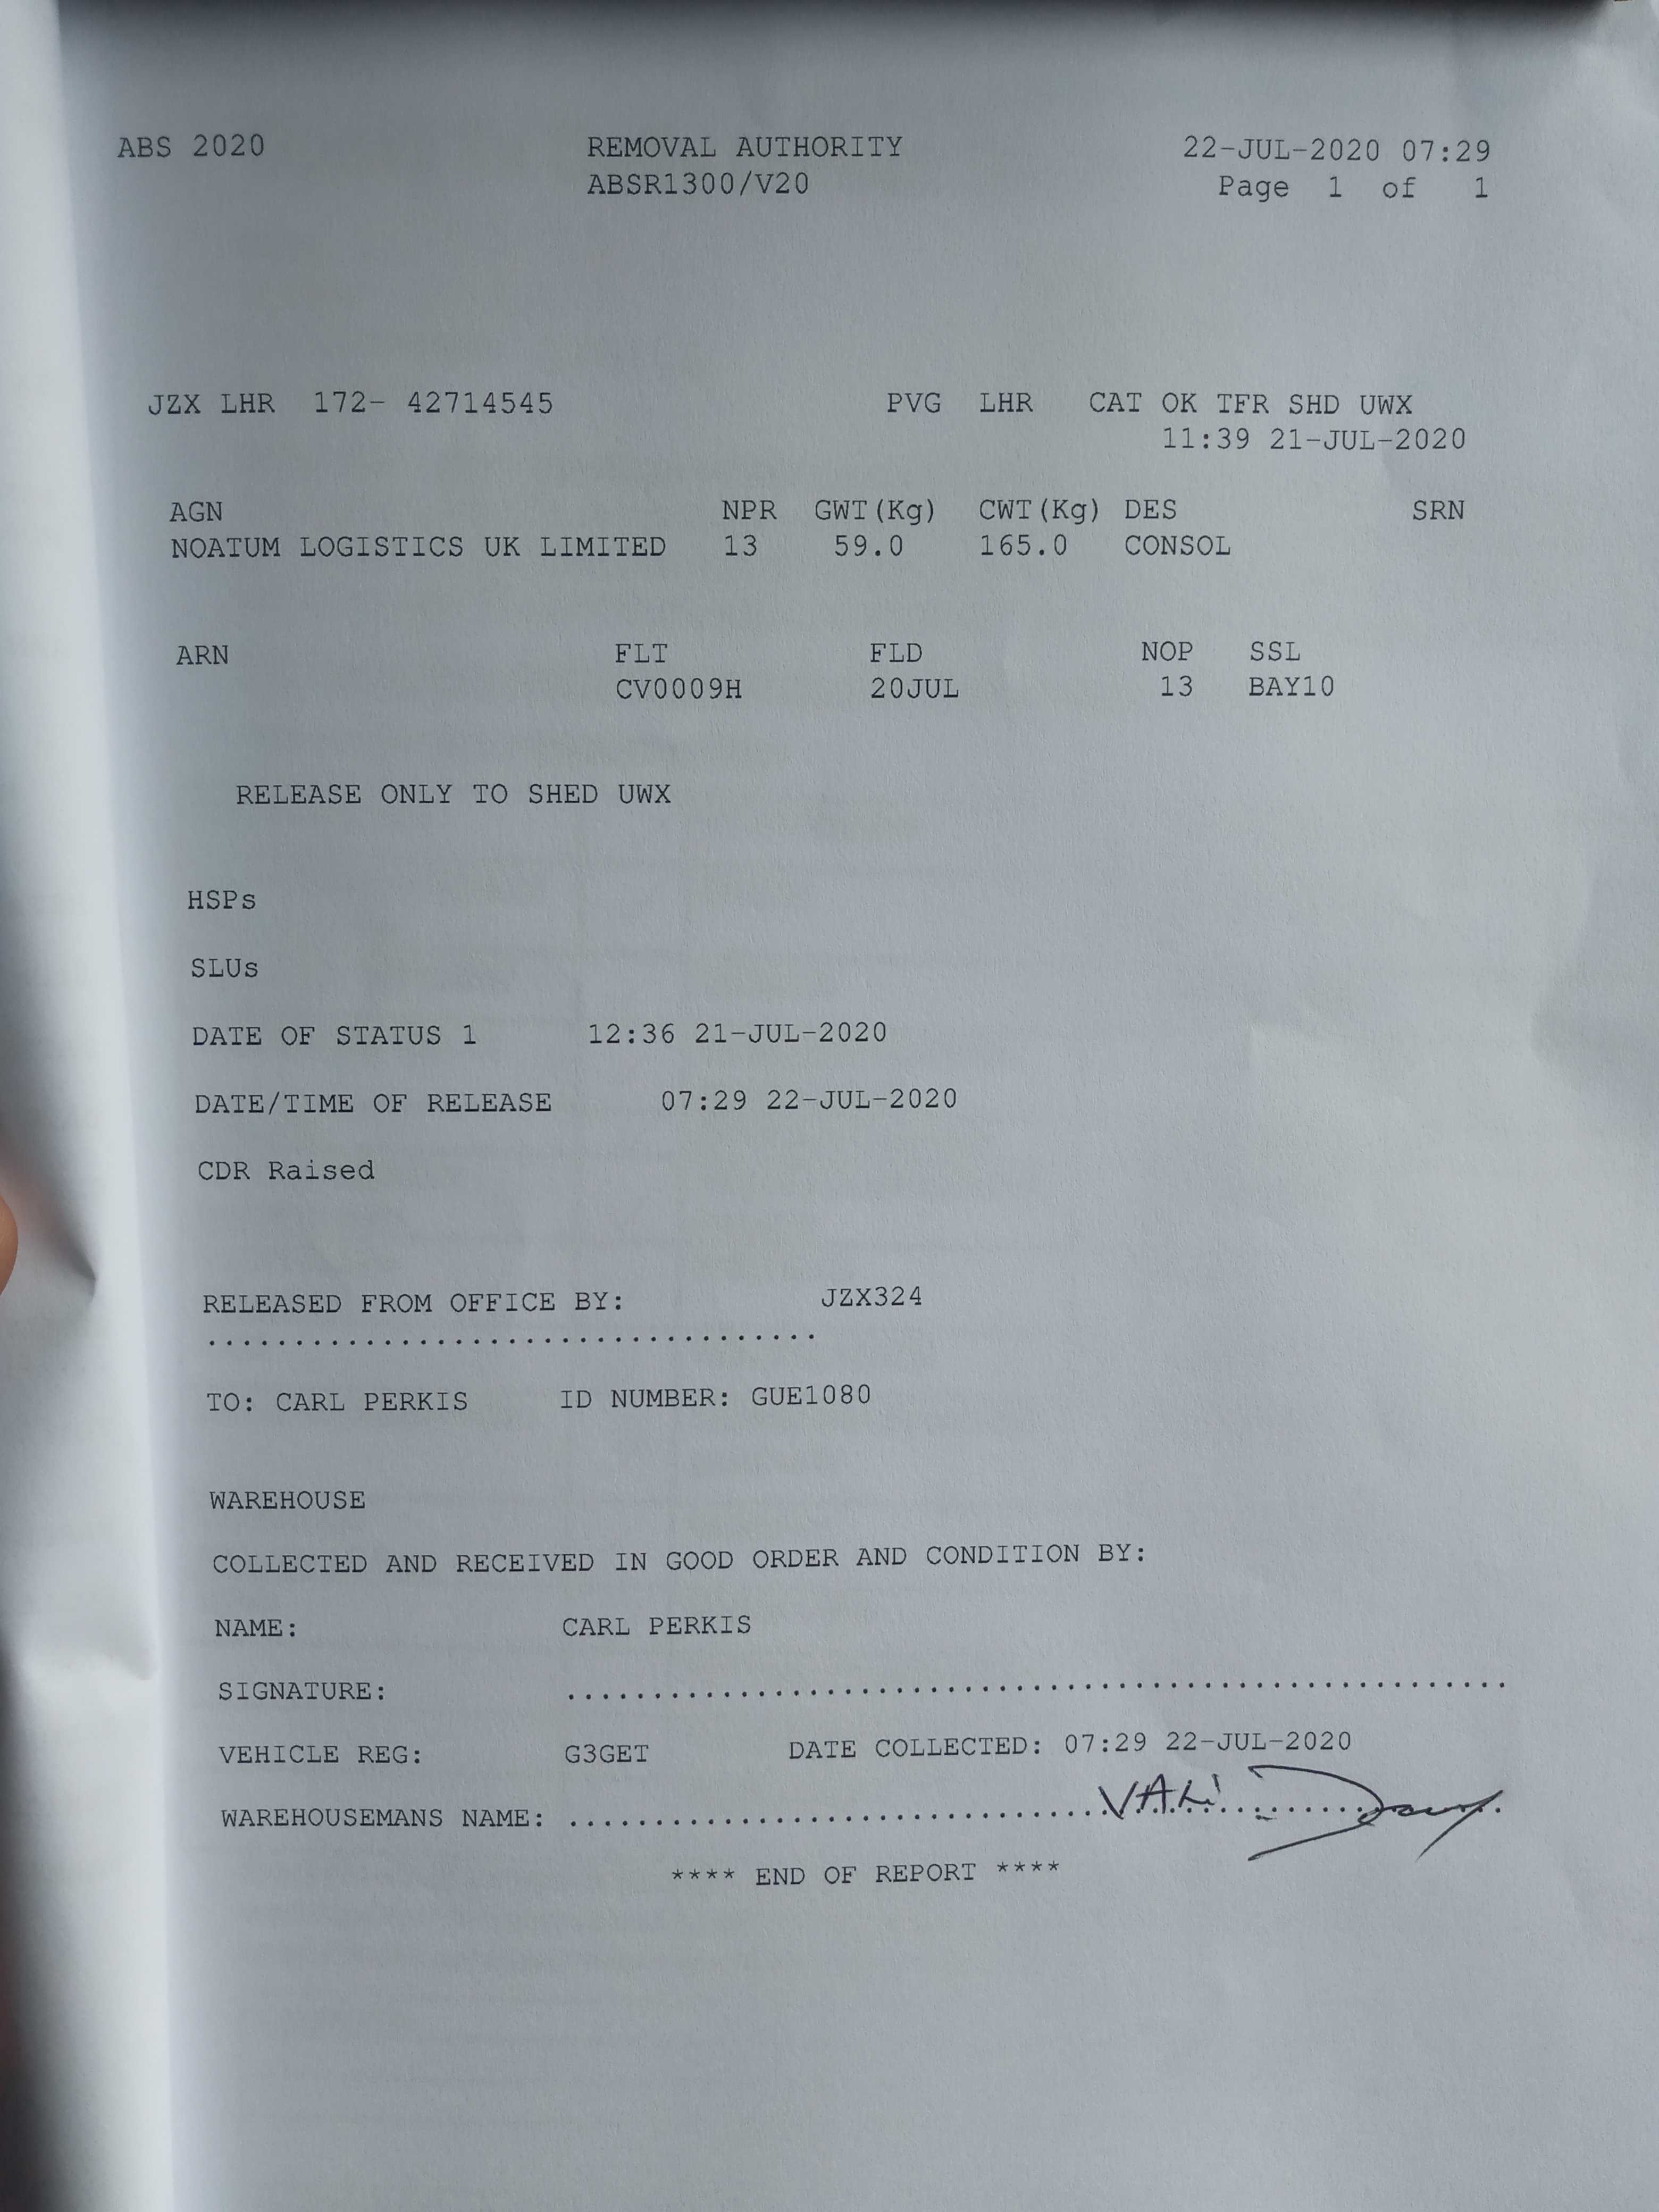 ABS 2020 REMOVAL AUTHORITY 22-JUL-2020 07:29
ABSR1300/V20 Page 1 of 1
JZX LHR 172- 42714545 PVG LHR CAT OK TFR SHD UWX
11:39 21-JUL-2020
AGN NPR GWT(Kg) CWT(Kg) DES SRN
NOATUM LOGISTICS UK LIMITED 13 59.0 165.0 CONSOL
ARN FLT FLD NOP SSL
CV0009H 20JUL 13 BAY10
RELEASE ONLY TO SHED UWX
HSPs
SLUs
DATE OF STATUS 1 12:36 21-JUL-2020
DATE/TIME OF RELEASE 07:29 22-JUL-2020
CDR Raised
RELEASED FROM OFFICE BY: JZX324
....................................
TO: CARL PERKIS ID NUMBER: GUE1080
WAREHOUSE
COLLECTED AND RECEIVED IN GOOD ORDER AND CONDITION BY:
NAME: CARL PERKIS
SIGNATURE: .......................................................
VEHICLE REG: G3GET DATE COLLECTED: 07:29 22-JUL-2020
WAREHOUSEMANS NAME: .......................................................
**** END OF REPORT ****